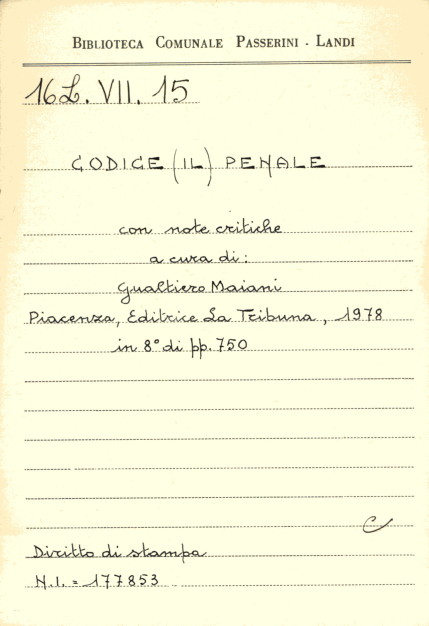 BIBLIOTECA COMUNALE PASSERINI - LANDI
16L. VII. 15
CODICE (IL) PENALE
con note critiche
a cura di:
Gualtiero Maiani
Piacenza, Editrice La Tribuna, 1978
in 8° di pp. 750
C
Diritto di stampa
N.I. = 177853